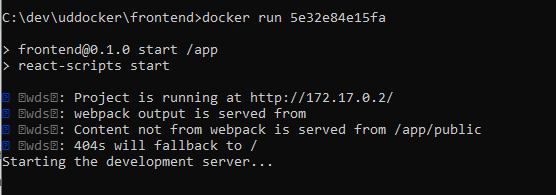 C:\dev\uddocker\frontend>docker run 5e32e84e15fa
> frontend@0.1.0 start /app
> react-scripts start
「wds」: Project is running at http://172.17.0.2/
「wds」: webpack output is served from
「wds」: Content not from webpack is served from /app/public
「wds」: 404s will fallback to /
Starting the development server...